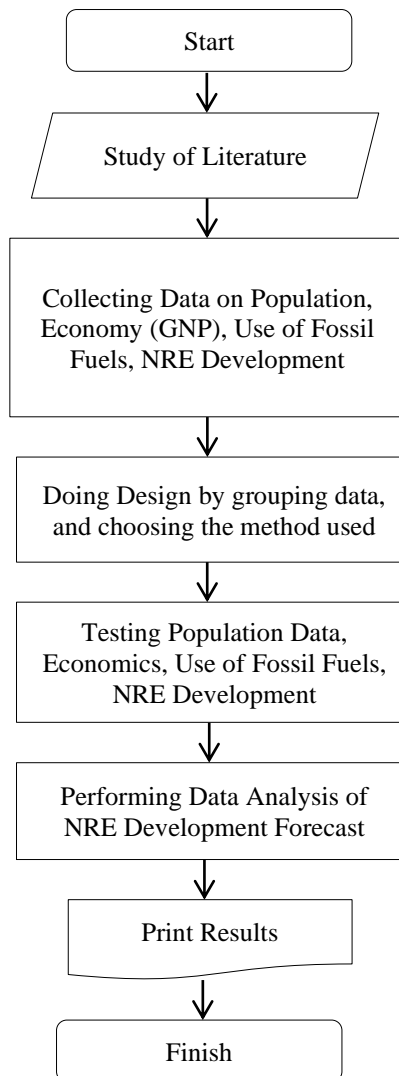 Start
Study of Literature
Collecting Data on Population,
Economy (GNP), Use of Fossil
Fuels, NRE Development
Doing Design by grouping data,
and choosing the method used
Testing Population Data,
Economics, Use of Fossil Fuels,
NRE Development
Performing Data Analysis of
NRE Development Forecast
Print Results
Finish